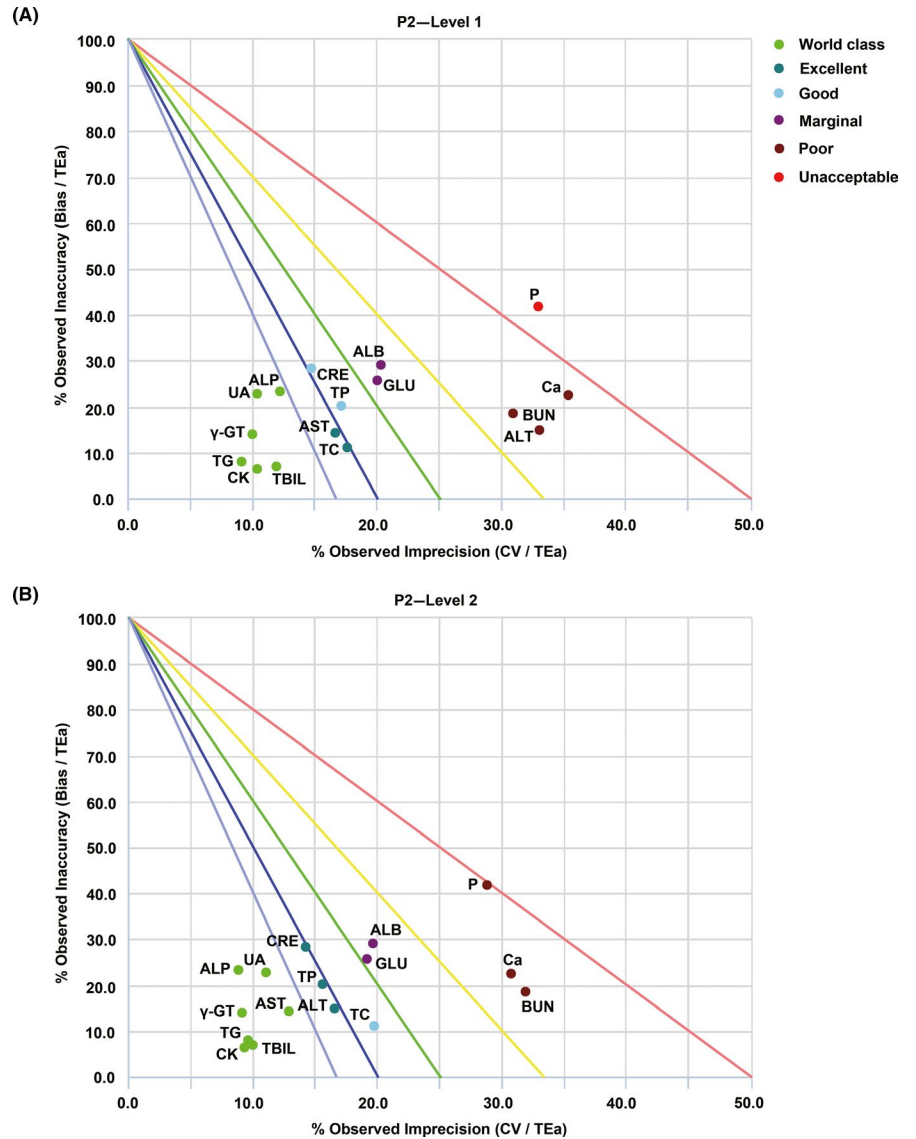 (A)
P2—Level 1
% Observed Inaccuracy (Bias / TEa)
100.0
90.0
80.0
70.0
60.0
50.0
40.0
30.0
20.0
10.0
0.0
P
ALB
CRE
GLU
ALP
UA
TP
Ca
BUN
AST
ALT
γ-GT
TC
TG
CK
TBIL
0.0 10.0 20.0 30.0 40.0 50.0
% Observed Imprecision (CV / TEa)
World class
Excellent
Good
Marginal
Poor
Unacceptable
(B)
P2—Level 2
% Observed Inaccuracy (Bias / TEa)
100.0
90.0
80.0
70.0
60.0
50.0
40.0
30.0
20.0
10.0
0.0
P
ALB
CRE
GLU
UA
ALP
TP
Ca
BUN
AST
ALT
γ-GT
TC
TG
TBIL
CK
0.0 10.0 20.0 30.0 40.0 50.0
% Observed Imprecision (CV / TEa)